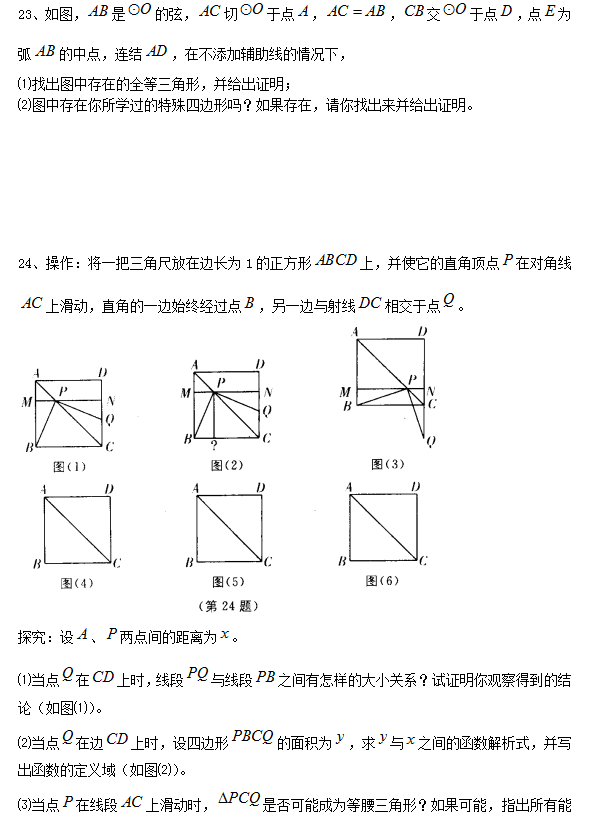 23、如图，AB是⊙O的弦，AC切⊙O于点A，AC=AB，CB交⊙O于点D，点E为
弧AB的中点，连结AD，在不添加辅助线的情况下，
⑴找出图中存在的全等三角形，并给出证明；
⑵图中存在你所学过的特殊四边形吗？如果存在，请你找出来并给出证明。
24、操作：将一把三角尺放在边长为1的正方形ABCD上，并使它的直角顶点P在对角线
AC上滑动，直角的一边始终经过点B，另一边与射线DC相交于点Q。
A D
M P N
Q
B C
图(1)
A D
M P N
Q
B ? C
图(2)
A D
M P N
B C
Q
图(3)
A D
B C
图(4)
A D
B C
图(5)
A D
B C
图(6)
(第24题)
探究：设A、P两点间的距离为x。
⑴当点Q在CD上时，线段PQ与线段PB之间有怎样的大小关系？试证明你观察得到的结
论（如图⑴）。
⑵当点Q在边CD上时，设四边形PBCQ的面积为y，求y与x之间的函数解析式，并写
出函数的定义域（如图⑵）。
⑶当点P在线段AC上滑动时，ΔPCQ是否可能成为等腰三角形？如果可能，指出所有能